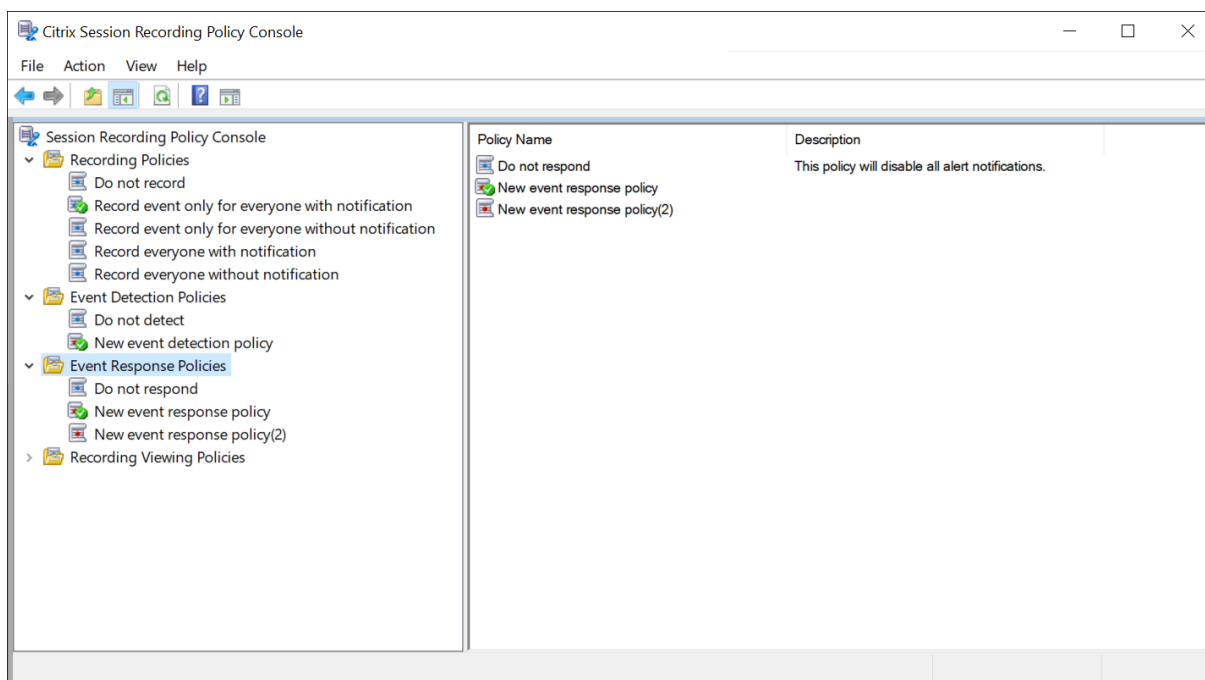 Citrix Session Recording Policy Console
File Action View Help
Session Recording Policy Console
Recording Policies
Do not record
Record event only for everyone with notification
Record event only for everyone without notification
Record everyone with notification
Record everyone without notification
Event Detection Policies
Do not detect
New event detection policy
Event Response Policies
Do not respond
New event response policy
New event response policy(2)
Recording Viewing Policies
Policy Name Description
Do not respond This policy will disable all alert notifications.
New event response policy
New event response policy(2)